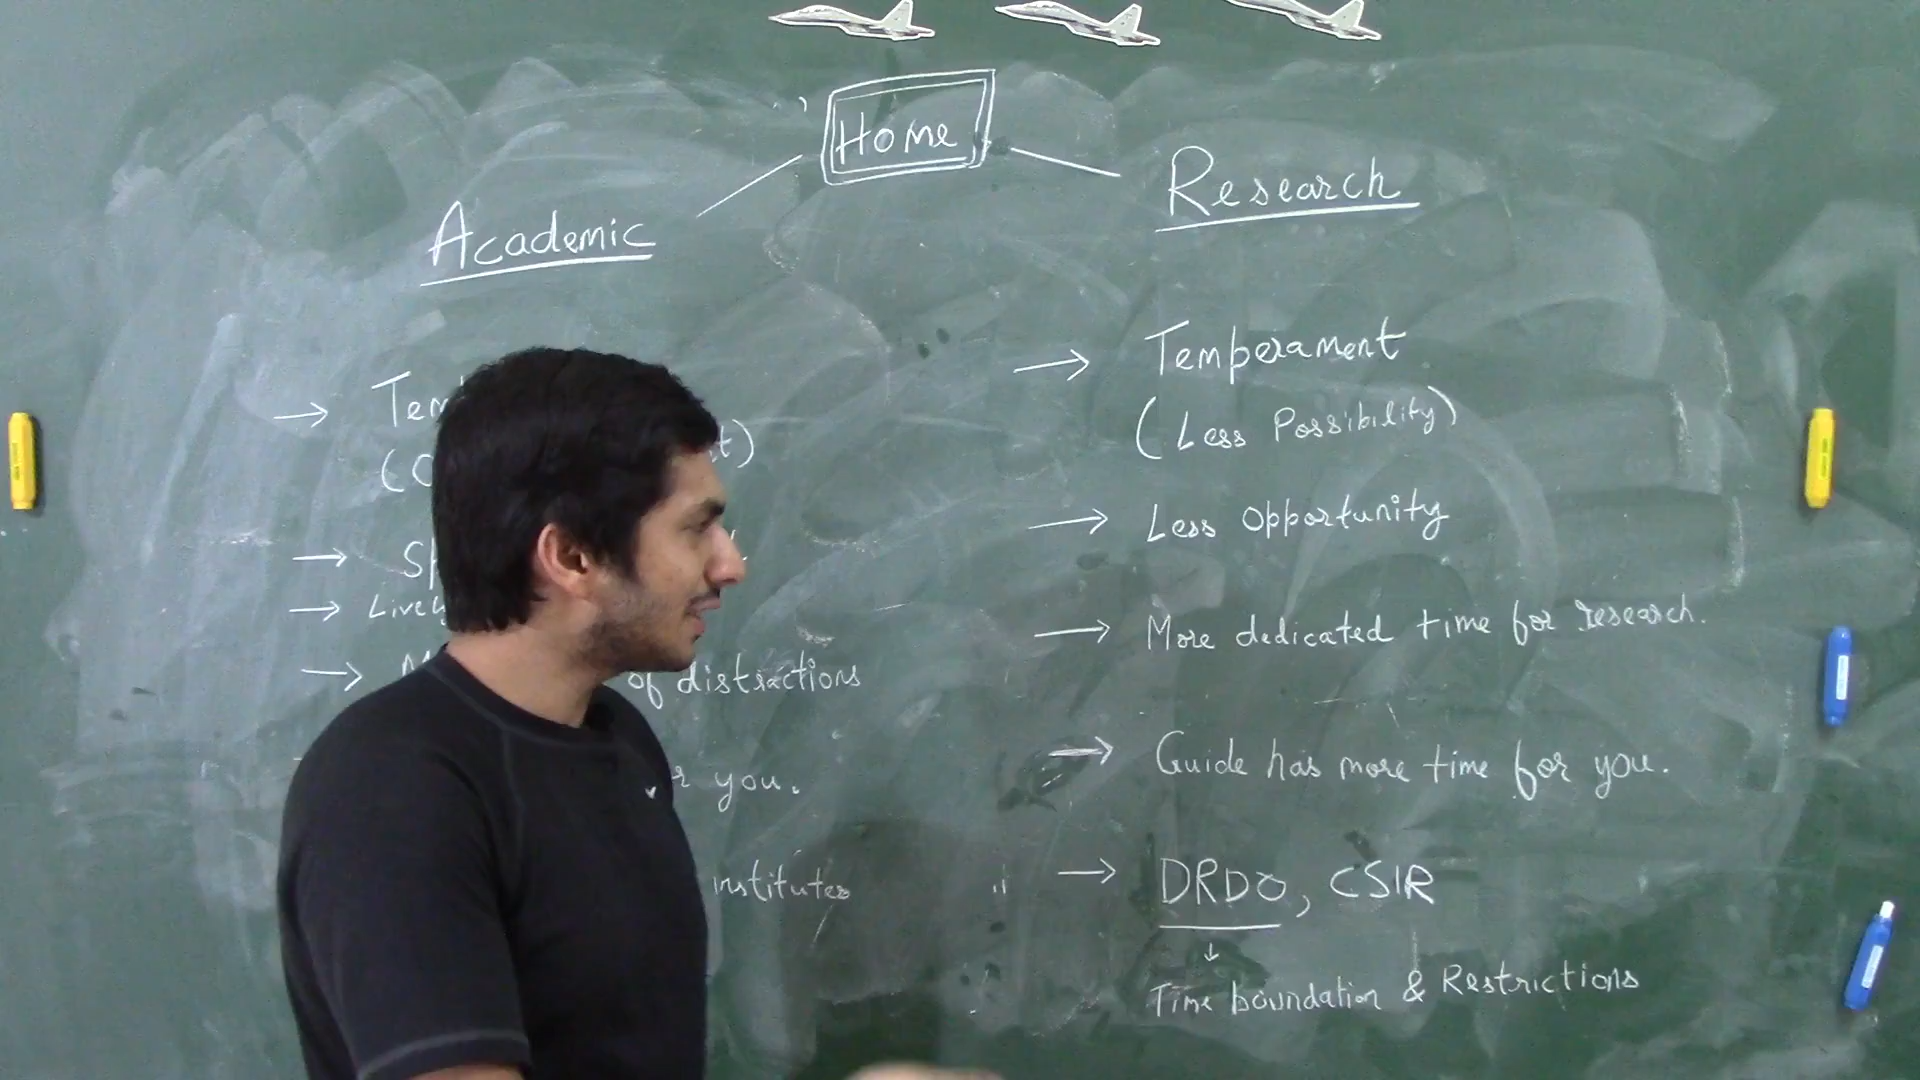 Home
Academic
→
→
→
→ of distractions
you.
institutes
Research
→ Temperament
(Less Possibility)
→ Less Opportunity
→ More dedicated time for research.
→ Guide has more time for you.
→ DRDO, CSIR
↓
Time boundation & Restrictions